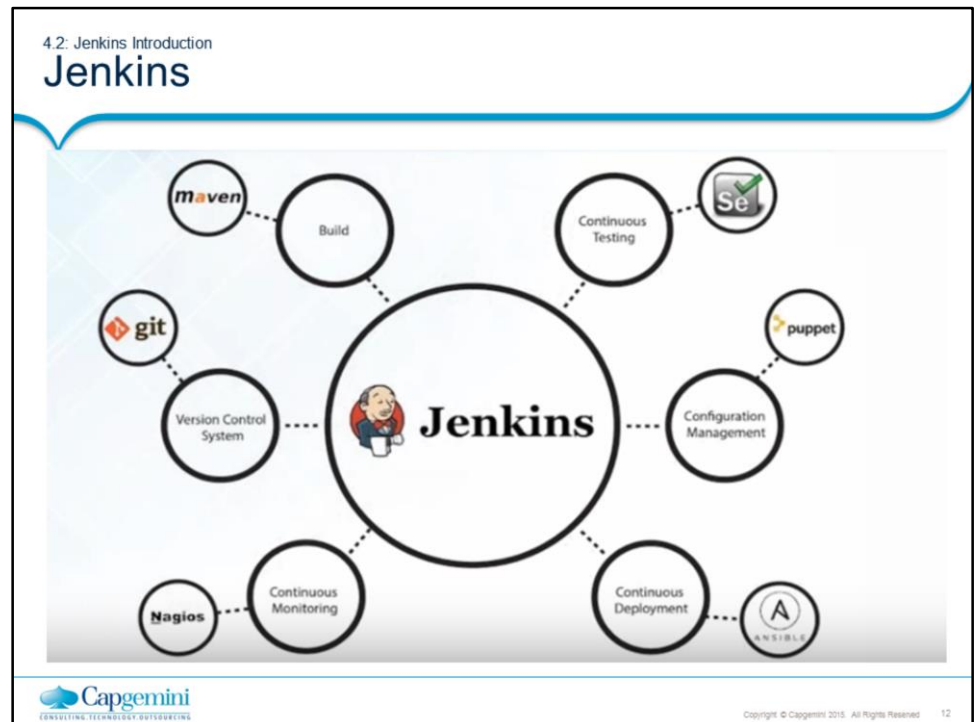 4.2: Jenkins Introduction
Jenkins
maven
Build
Continuous
Testing
Se
git
Version Control
System
Jenkins
puppet
Configuration
Management
Nagios
Continuous
Monitoring
Continuous
Deployment
A
ANSIBLE
Capgemini
CONSULTING.TECHNOLOGY.OUTSOURCING
Copyright © Capgemini 2015. All Rights Reserved 12